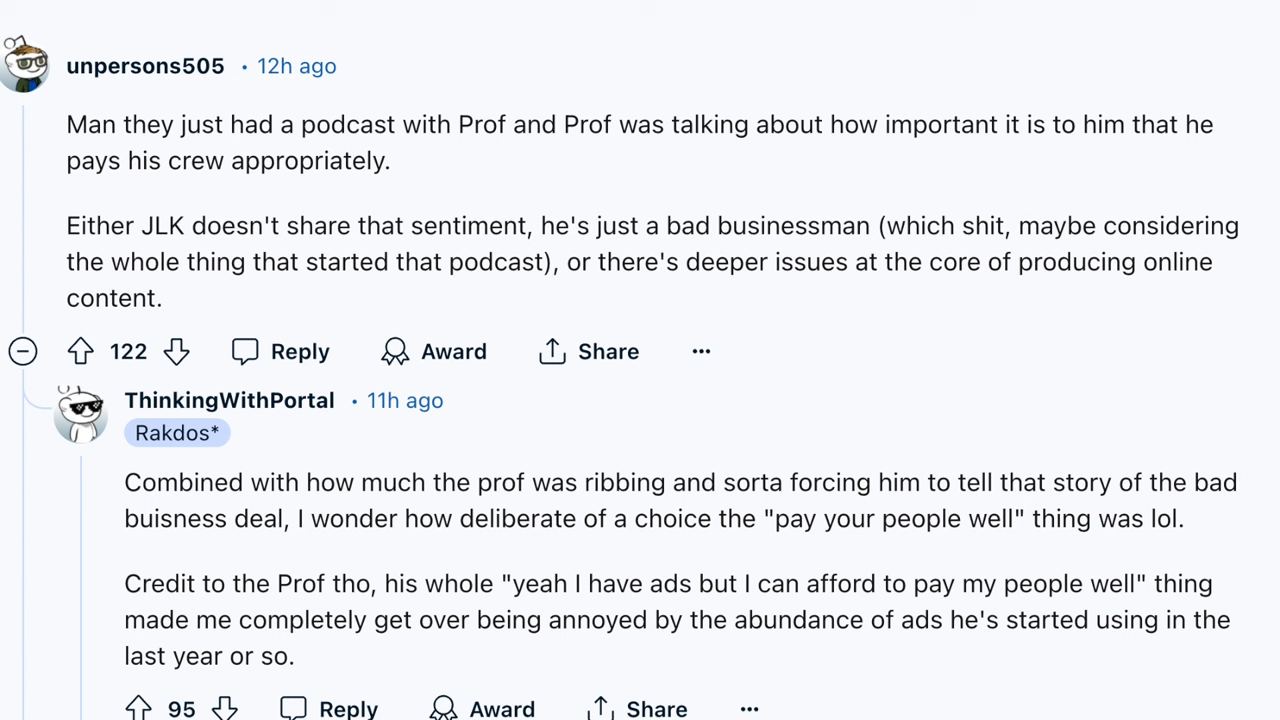 unpersons505 • 12h ago
Man they just had a podcast with Prof and Prof was talking about how important it is to him that he
pays his crew appropriately.
Either JLK doesn't share that sentiment, he's just a bad businessman (which shit, maybe considering
the whole thing that started that podcast), or there's deeper issues at the core of producing online
content.
122 Reply Award Share ...
ThinkingWithPortal • 11h ago
Rakdos*
Combined with how much the prof was ribbing and sorta forcing him to tell that story of the bad
buisness deal, I wonder how deliberate of a choice the "pay your people well" thing was lol.
Credit to the Prof tho, his whole "yeah I have ads but I can afford to pay my people well" thing
made me completely get over being annoyed by the abundance of ads he's started using in the
last year or so.
95 Reply Award Share ...